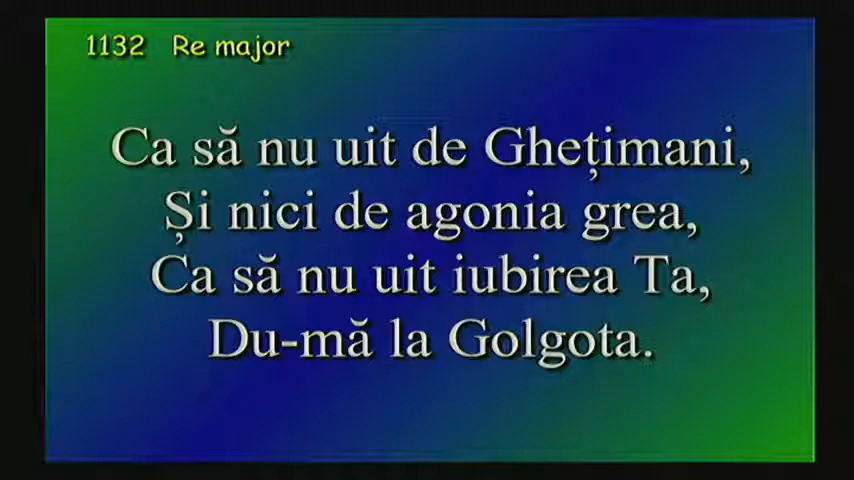 1132 Re major
Ca să nu uit de Ghețimani,
Și nici de agonia grea,
Ca să nu uit iubirea Ta,
Du-mă la Golgota.